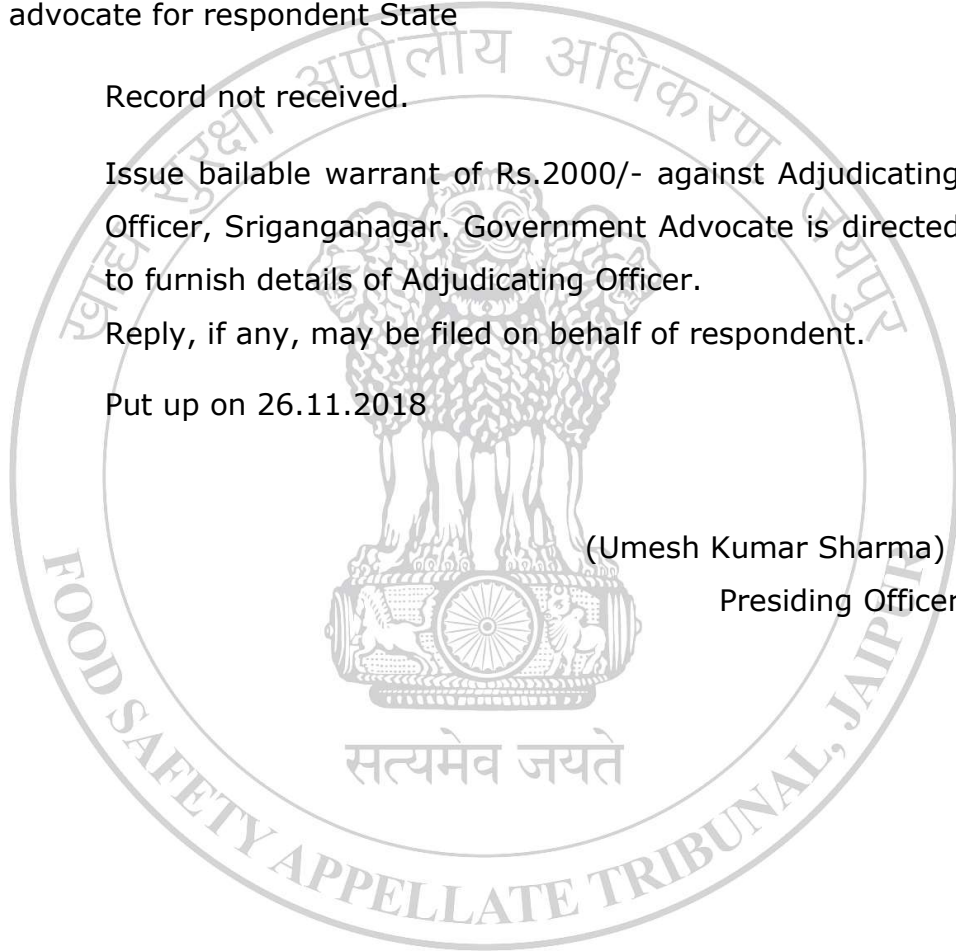 advocate for respondent State
Record not received.
Issue bailable warrant of Rs.2000/- against Adjudicating
Officer, Sriganganagar. Government Advocate is directed
to furnish details of Adjudicating Officer.
Reply, if any, may be filed on behalf of respondent.
Put up on 26.11.2018
(Umesh Kumar Sharma)
Presiding Officer
खाद्य सुरक्षा अपीलीय अधिकरण, जयपुर
सत्यमेव जयते
FOOD SAFETY APPELLATE TRIBUNAL, JAIPUR